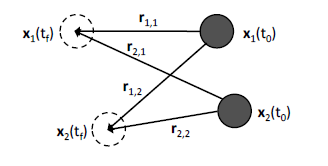 x₁(t_f) r₁,₁ x₁(t₀)
r₂,₁
r₁,₂
x₂(t_f) r₂,₂ x₂(t₀)